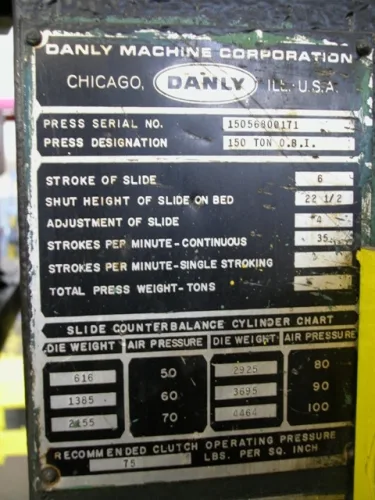 DANLY MACHINE CORPORATION
CHICAGO, DANLY ILL. U.S.A.
PRESS SERIAL NO. 15056800171
PRESS DESIGNATION 150 TON O.B.I.
STROKE OF SLIDE 6
SHUT HEIGHT OF SLIDE ON BED 22 1/2
ADJUSTMENT OF SLIDE 4
STROKES PER MINUTE-CONTINUOUS 35
STROKES PER MINUTE-SINGLE STROKING
TOTAL PRESS WEIGHT-TONS
SLIDE COUNTERBALANCE CYLINDER CHART
DIE WEIGHT AIR PRESSURE DIE WEIGHT AIR PRESSURE
616 50 2925 80
1385 60 3695 90
2155 70 4464 100
RECOMMENDED CLUTCH OPERATING PRESSURE
75 LBS. PER SQ. INCH